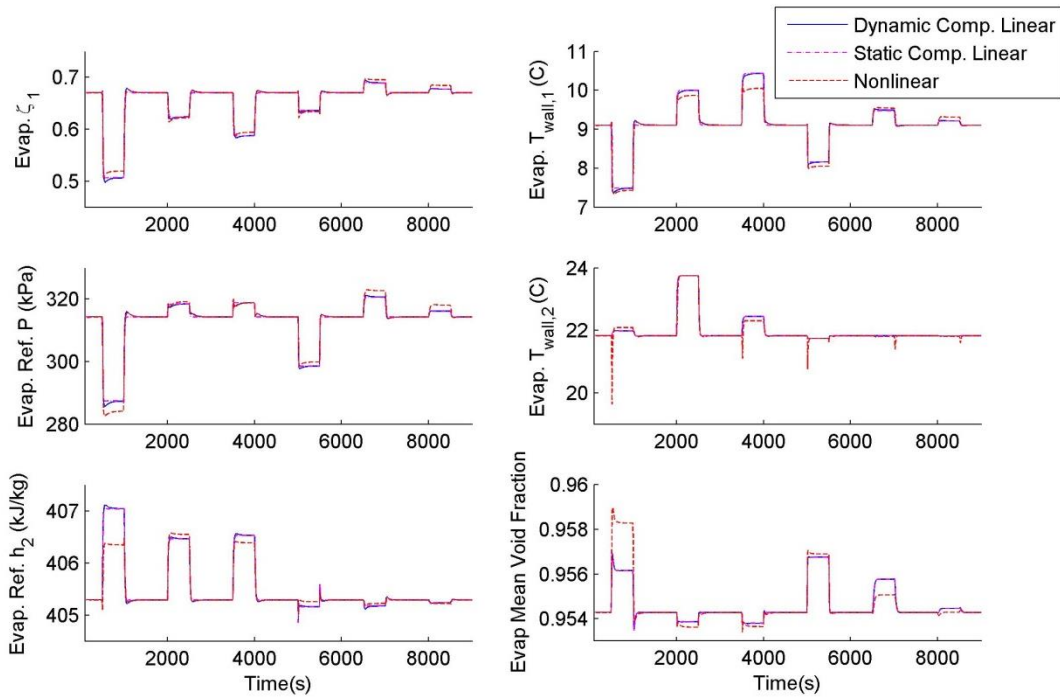 Dynamic Comp. Linear
Static Comp. Linear
Nonlinear
Evap. ζ1
0.7
0.6
0.5
2000 4000 6000 8000
Evap. Twall,1 (C)
11
10
9
8
7
2000 4000 6000 8000
Evap. Ref. P (kPa)
320
300
280
2000 4000 6000 8000
Evap. Twall,2 (C)
24
22
20
2000 4000 6000 8000
Evap. Ref. h2 (kJ/kg)
407
406
405
2000 4000 6000 8000
Time(s)
Evap Mean Void Fraction
0.96
0.958
0.956
0.954
2000 4000 6000 8000
Time(s)